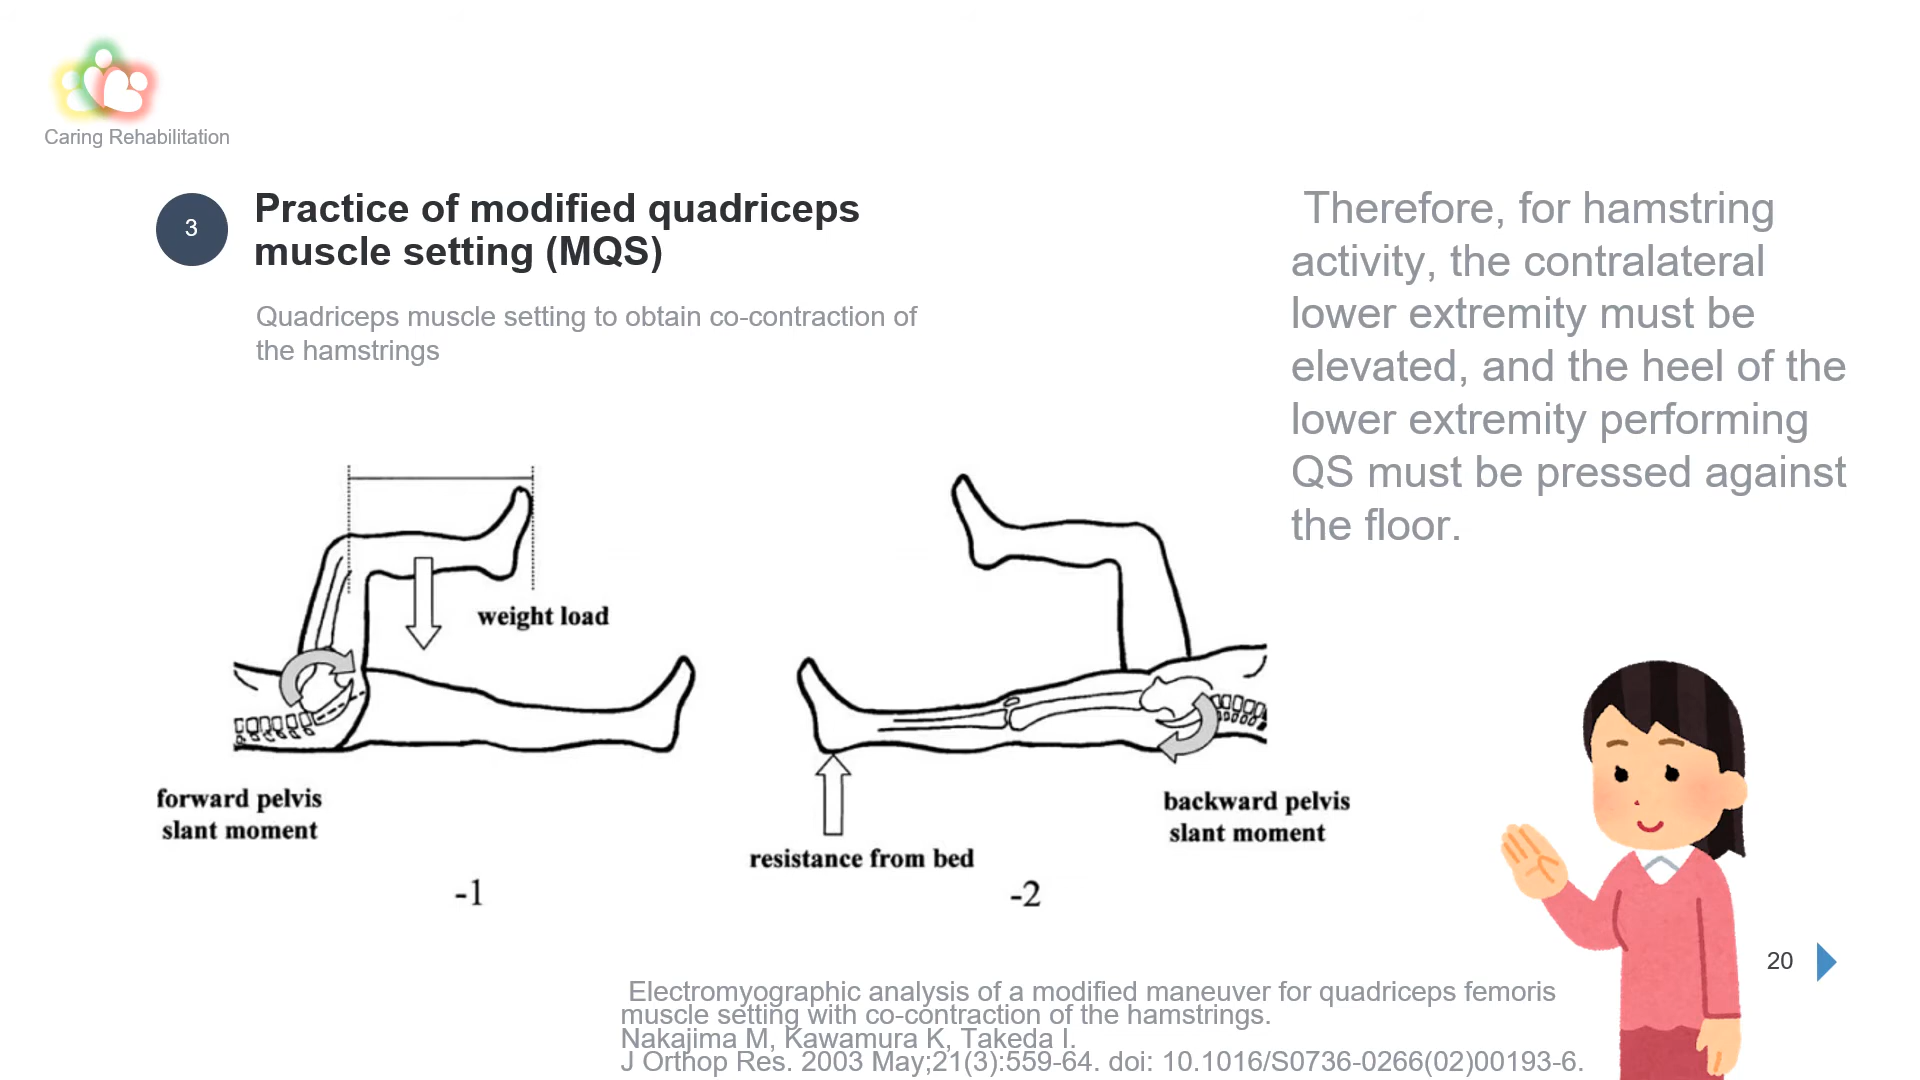 Caring Rehabilitation
3
Practice of modified quadriceps
muscle setting (MQS)
Quadriceps muscle setting to obtain co-contraction of
the hamstrings
Therefore, for hamstring
activity, the contralateral
lower extremity must be
elevated, and the heel of the
lower extremity performing
QS must be pressed against
the floor.
weight load
forward pelvis
slant moment
-1
resistance from bed
backward pelvis
slant moment
-2
20
Electromyographic analysis of a modified maneuver for quadriceps femoris
muscle setting with co-contraction of the hamstrings.
Nakajima M, Kawamura K, Takeda I.
J Orthop Res. 2003 May;21(3):559-64. doi: 10.1016/S0736-0266(02)00193-6.